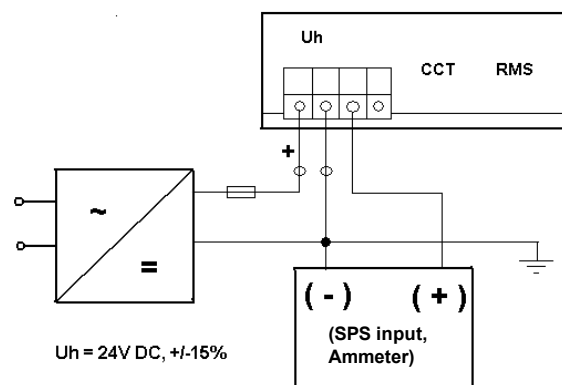 Uh
CCT RMS
+
~
=
( - ) ( + )
(SPS input,
Ammeter)
Uh = 24V DC, +/-15%